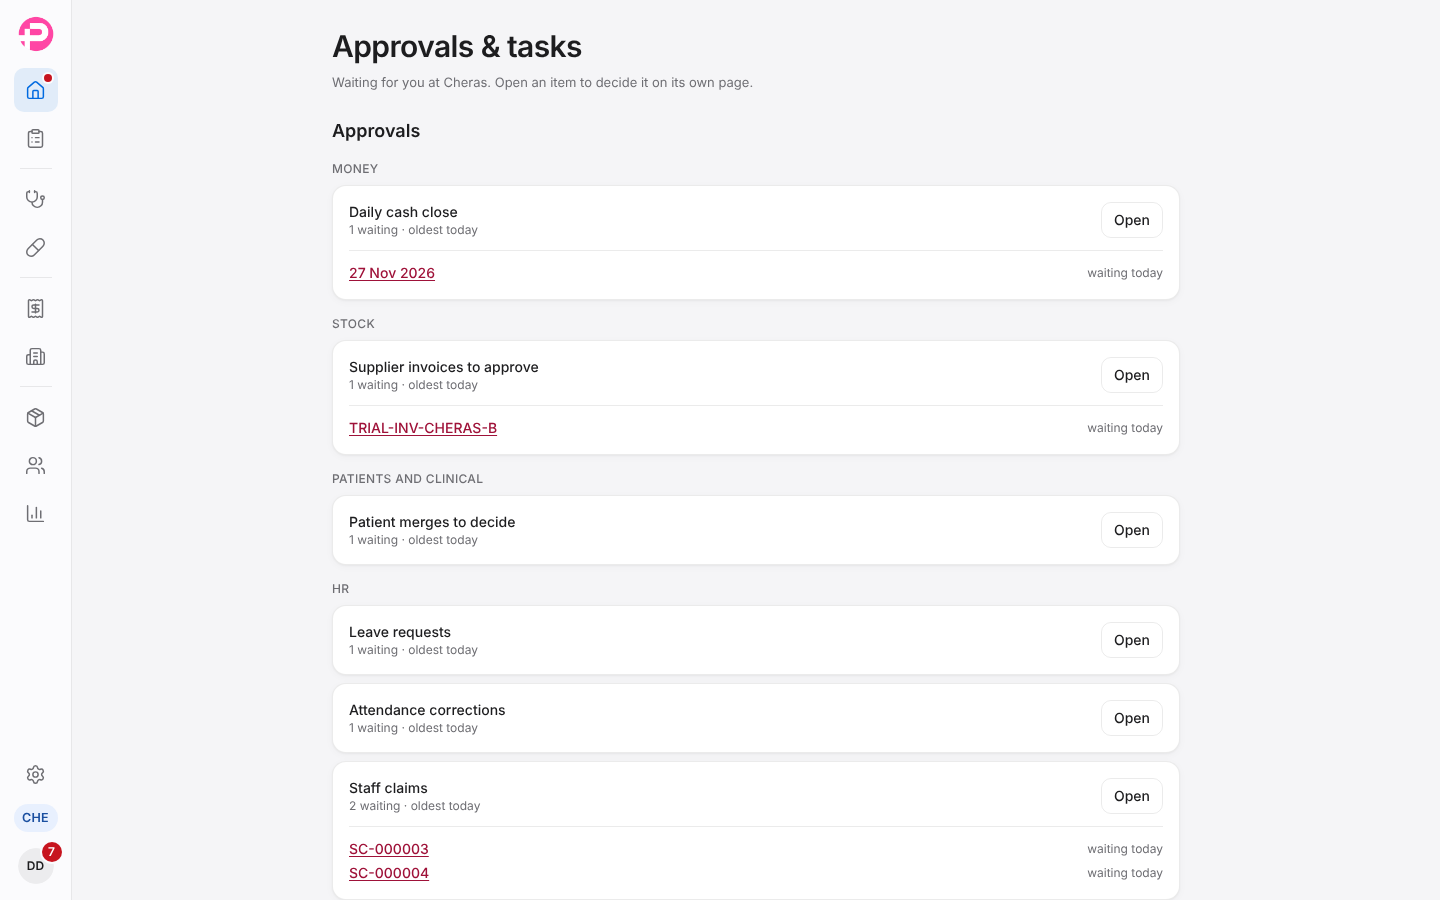 Approvals & tasks
Waiting for you at Cheras. Open an item to decide it on its own page.
Approvals
MONEY
Daily cash close
Open
1 waiting · oldest today
27 Nov 2026
waiting today
STOCK
Supplier invoices to approve
Open
1 waiting · oldest today
TRIAL-INV-CHERAS-B
waiting today
PATIENTS AND CLINICAL
Patient merges to decide
Open
1 waiting · oldest today
HR
Leave requests
Open
1 waiting · oldest today
Attendance corrections
Open
1 waiting · oldest today
Staff claims
Open
2 waiting · oldest today
SC-000003
waiting today
SC-000004
waiting today
CHE
7
DD